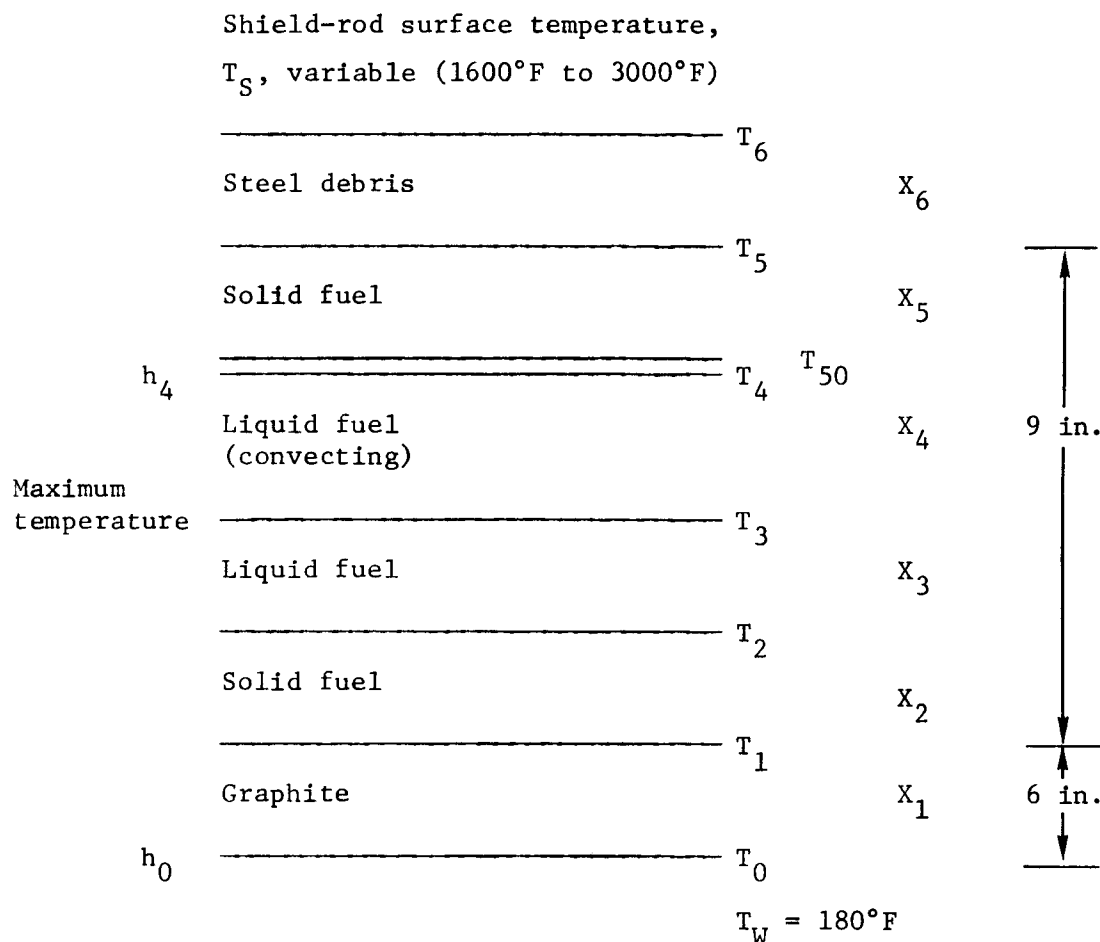 Shield-rod surface temperature,
T_S, variable (1600°F to 3000°F)
T_6
Steel debris X_6
T_5
Solid fuel X_5
T_50
h_4 T_4
Liquid fuel X_4 9 in.
(convecting)
Maximum
temperature
T_3
Liquid fuel X_3
T_2
Solid fuel X_2
T_1
Graphite X_1 6 in.
h_0 T_0
T_W = 180°F